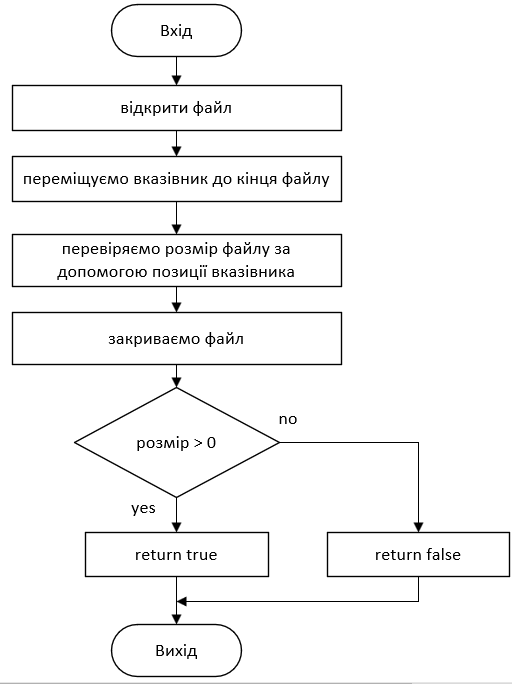 Вхід
відкрити файл
переміщуємо вказівник до кінця файлу
перевіряємо розмір файлу за
допомогою позиції вказівника
закриваємо файл
розмір > 0
no
yes
return true
return false
Вихід